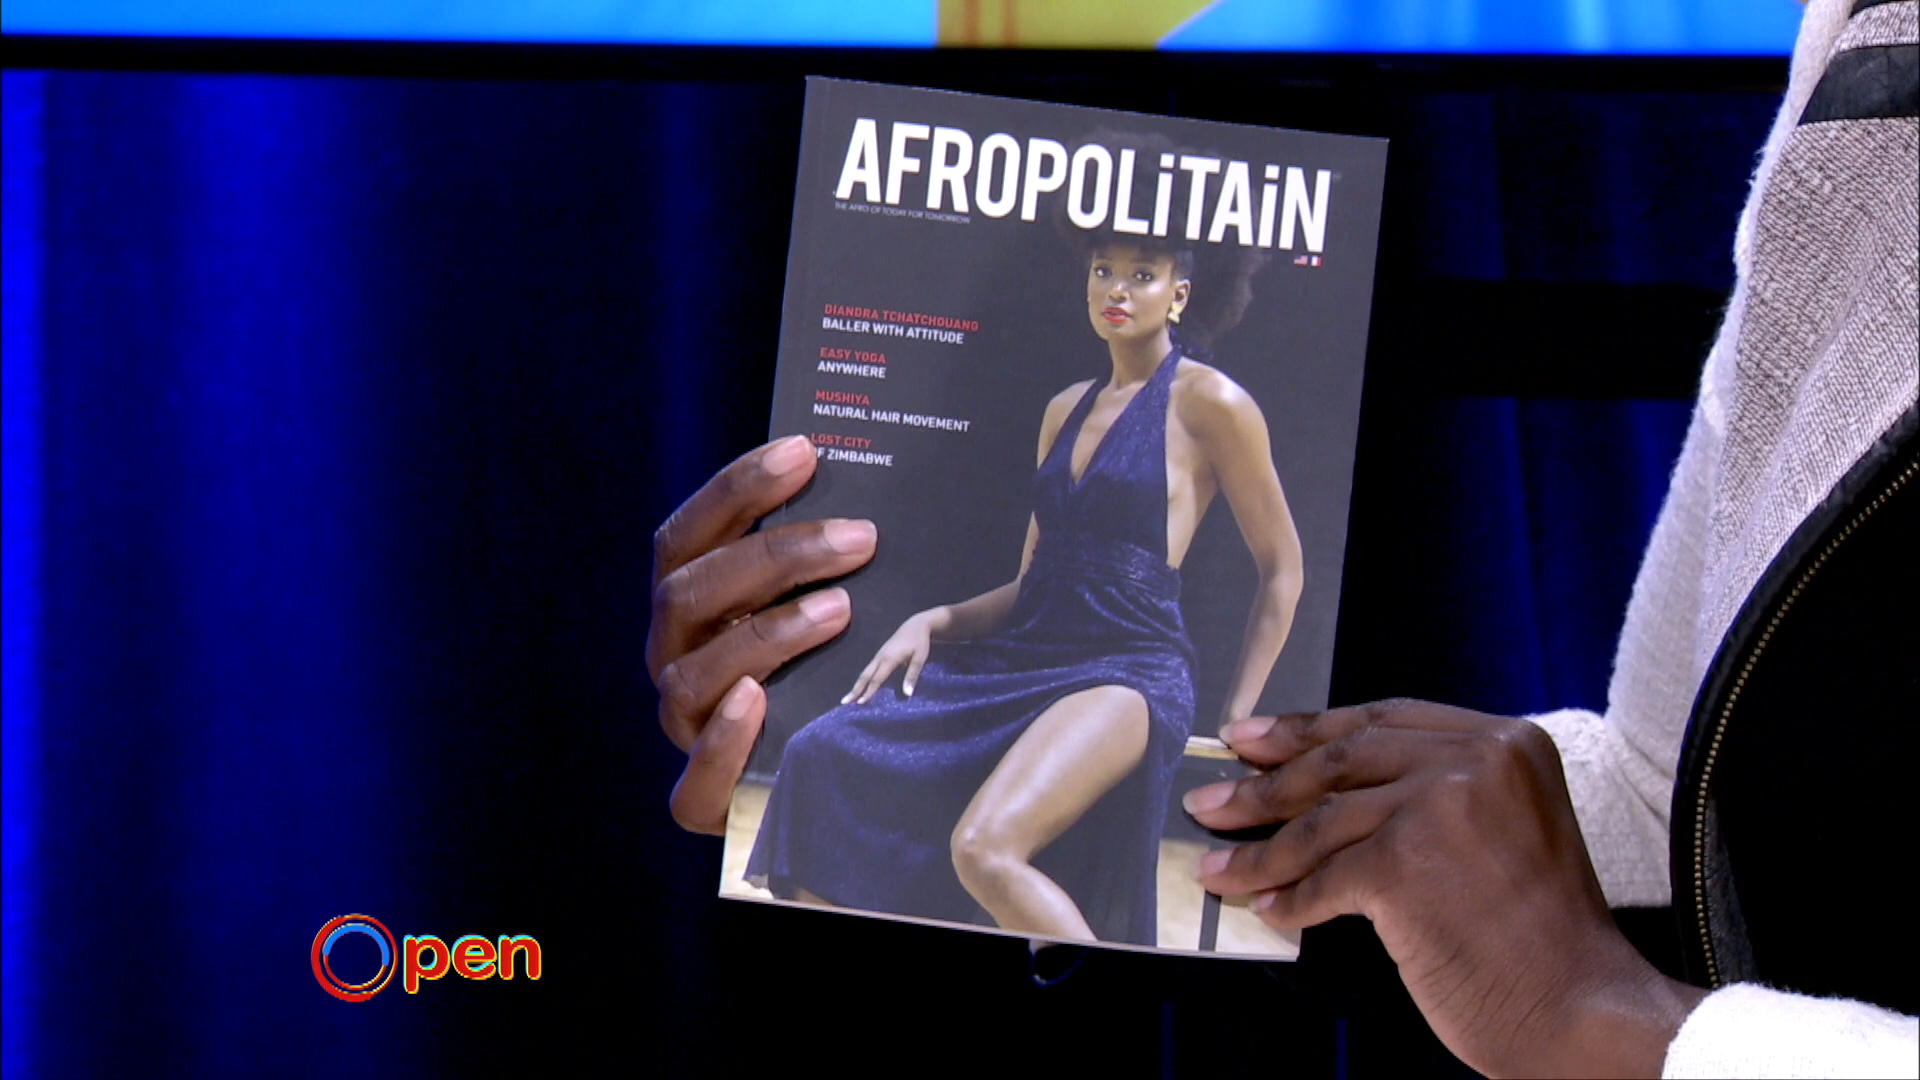 AFROPOLiTAiN
THE AFRO OF TODAY FOR TOMORROW
DIANDRA TCHATCHOUANG
BALLER WITH ATTITUDE
EASY YOGA
ANYWHERE
MUSHIYA
NATURAL HAIR MOVEMENT
LOST CITY
F ZIMBABWE
Open